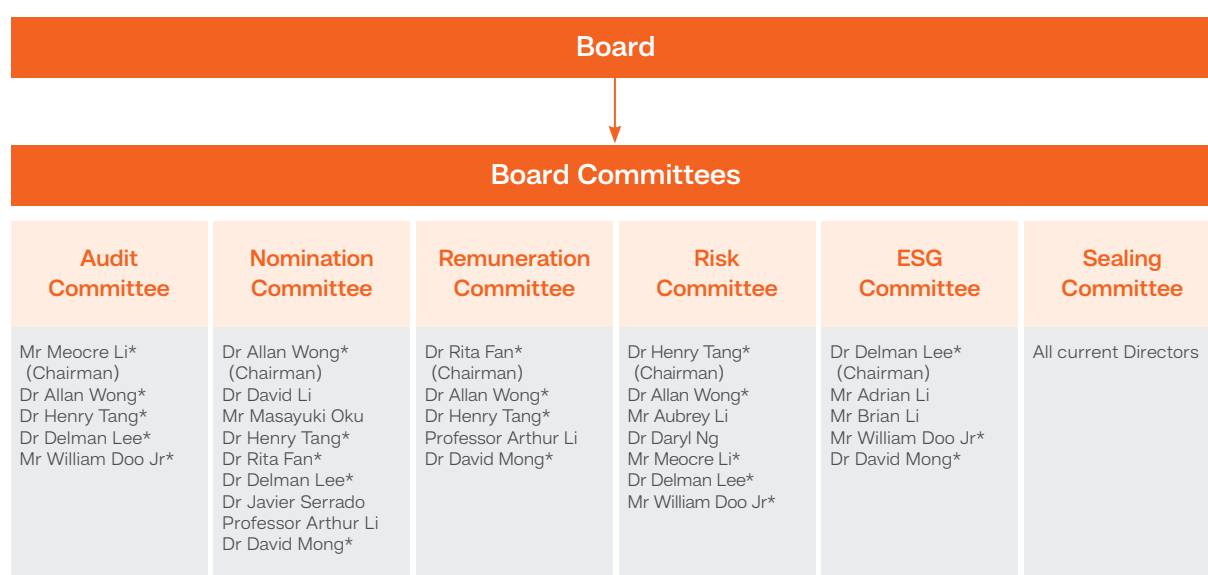 Board
Board Committees
Audit
Committee
Mr Meocre Li*
(Chairman)
Dr Allan Wong*
Dr Henry Tang*
Dr Delman Lee*
Mr William Doo Jr*
Nomination
Committee
Dr Allan Wong*
(Chairman)
Dr David Li
Mr Masayuki Oku
Dr Henry Tang*
Dr Rita Fan*
Dr Delman Lee*
Dr Javier Serrado
Professor Arthur Li
Dr David Mong*
Remuneration
Committee
Dr Rita Fan*
(Chairman)
Dr Allan Wong*
Dr Henry Tang*
Professor Arthur Li
Dr David Mong*
Risk
Committee
Dr Henry Tang*
(Chairman)
Dr Allan Wong*
Mr Aubrey Li
Dr Daryl Ng
Mr Meocre Li*
Dr Delman Lee*
Mr William Doo Jr*
ESG
Committee
Dr Delman Lee*
(Chairman)
Mr Adrian Li
Mr Brian Li
Mr William Doo Jr*
Dr David Mong*
Sealing
Committee
All current Directors